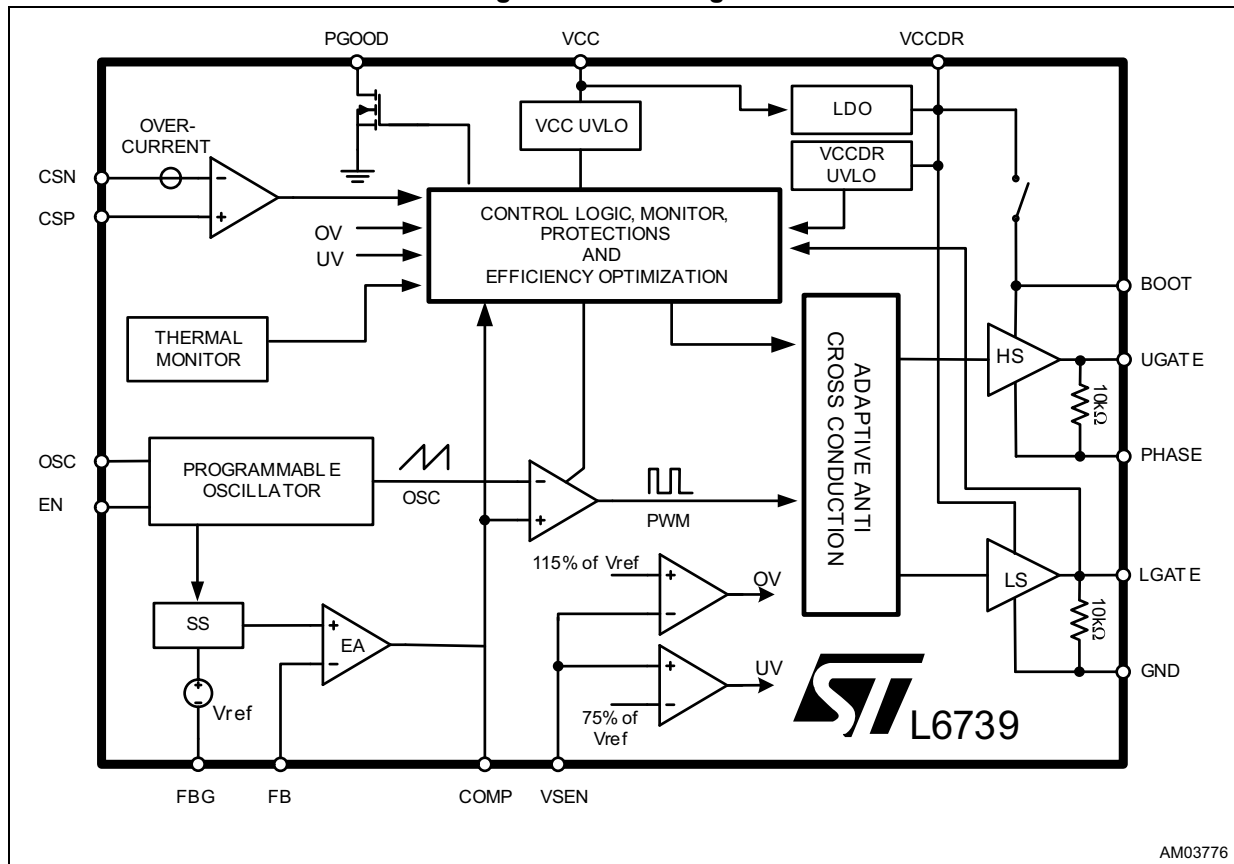 PGOOD
VCC
VCCDR
OVER-
CURRENT
VCC UVLO
LDO
VCCDR
UVLO
CSN
CSP
OV
UV
CONTROL LOGIC, MONITOR,
PROTECTIONS
AND
EFFICIENCY OPTIMIZATION
BOOT
THERMAL
MONITOR
ADAPTIVE ANTI
CROSS CONDUCTION
HS
UGATE
10kΩ
PHASE
OSC
EN
PROGRAMMABLE
OSCILLATOR
OSC
PWM
LS
LGATE
10kΩ
GND
115% of Vref
OV
SS
EA
UV
75% of
Vref
Vref
ST
L6739
FBG
FB
COMP
VSEN
AM03776